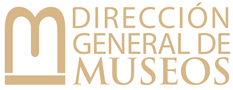 DIRECCIÓN
GENERAL DE
MUSEOS